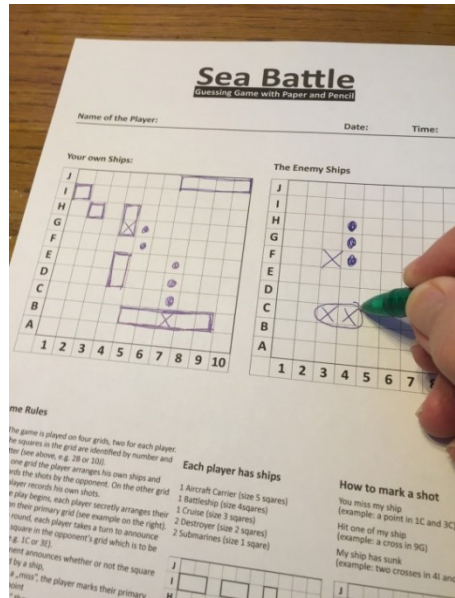 Sea Battle
Guessing Game with Paper and Pencil
Name of the Player:
Date:
Time:
Your own Ships:
J
I
H
G
F
E
D
C
B
A
1 2 3 4 5 6 7 8 9 10
The Enemy Ships
J
I
H
G
F
E
D
C
B
A
1 2 3 4 5 6 7
me Rules
The game is played on four grids, two for each player.
he squares in the grid are identified by number and
tter (see above, e.g. 2B or 10J).
one grid the player arranges his own ships and
rds the shots by the opponent. On the other grid
player records his own shots.
e play begins, each player secretly arranges their
on their primary grid (see example on the right).
round, each player takes a turn to announce
square in the opponent's grid which is to be
e.g. 1C or 3E).
nent announces whether or not the square
d by a ship.
a „miss", the player marks their primary
point
Each player has ships
1 Aircraft Carrier (size 5 sqares)
1 Battleship (size 4sqares)
1 Cruise (size 3 sqares)
2 Destroyer (size 2 sqares)
2 Submarines (size 1 sqare)
J
I
H
How to mark a shot
You miss my ship
(example: a point in 1C and 3C)
Hit one of my ship
(example: a cross in 9G)
My ship has sunk
(example: two crosses in 4I and
J
I